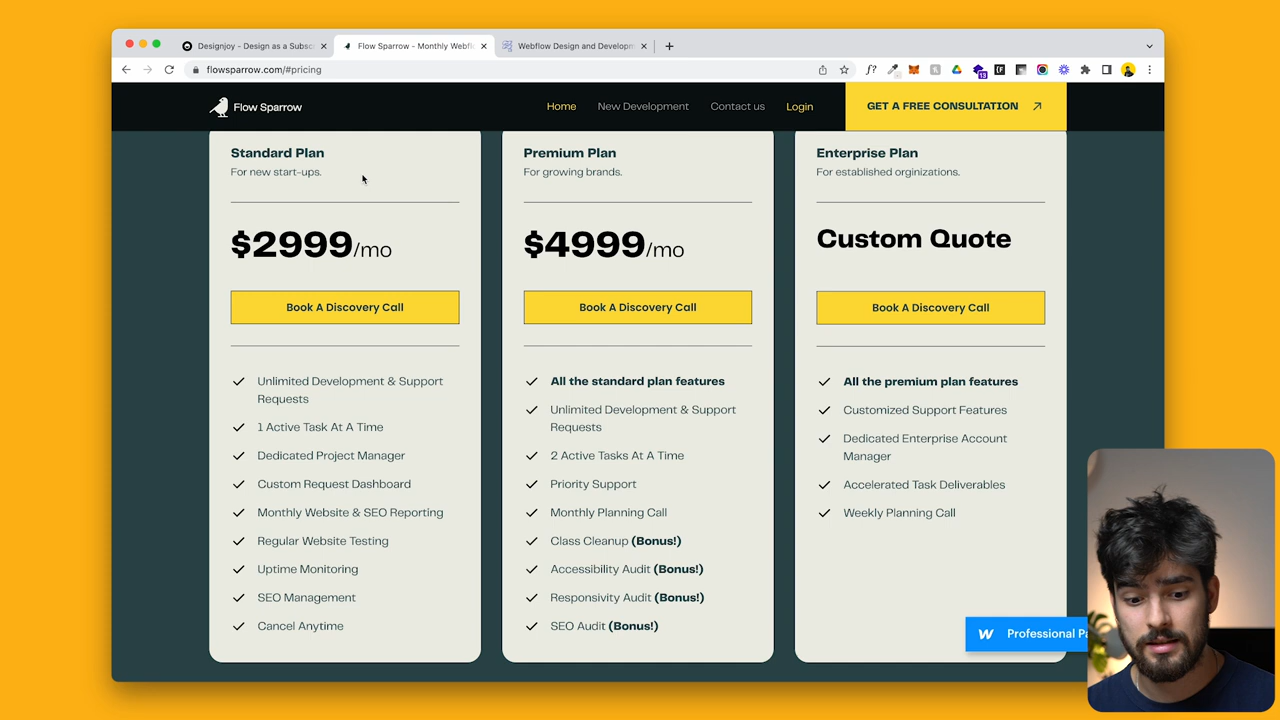 Designjoy - Design as a Subsc
Flow Sparrow - Monthly Webfl
Webflow Design and Developm
flowsparrow.com/#pricing
f?
13
Flow Sparrow
Home
New Development
Contact us
Login
GET A FREE CONSULTATION
Standard Plan
For new start-ups.
$2999/mo
Book A Discovery Call
Unlimited Development & Support
Requests
1 Active Task At A Time
Dedicated Project Manager
Custom Request Dashboard
Monthly Website & SEO Reporting
Regular Website Testing
Uptime Monitoring
SEO Management
Cancel Anytime
Premium Plan
For growing brands.
$4999/mo
Book A Discovery Call
All the standard plan features
Unlimited Development & Support
Requests
2 Active Tasks At A Time
Priority Support
Monthly Planning Call
Class Cleanup (Bonus!)
Accessibility Audit (Bonus!)
Responsivity Audit (Bonus!)
SEO Audit (Bonus!)
Enterprise Plan
For established orginizations.
Custom Quote
Book A Discovery Call
All the premium plan features
Customized Support Features
Dedicated Enterprise Account
Manager
Accelerated Task Deliverables
Weekly Planning Call
W Professional Pa